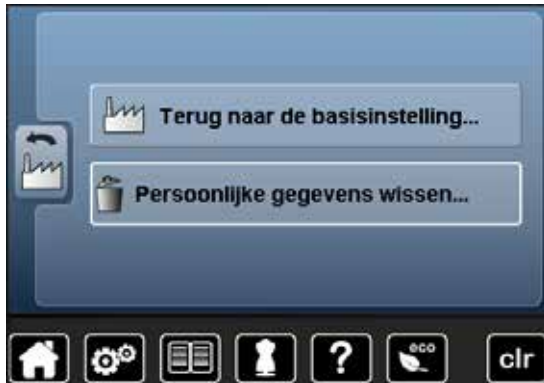 Terug naar de basisinstelling...
Persoonlijke gegevens wissen...
? eco clr